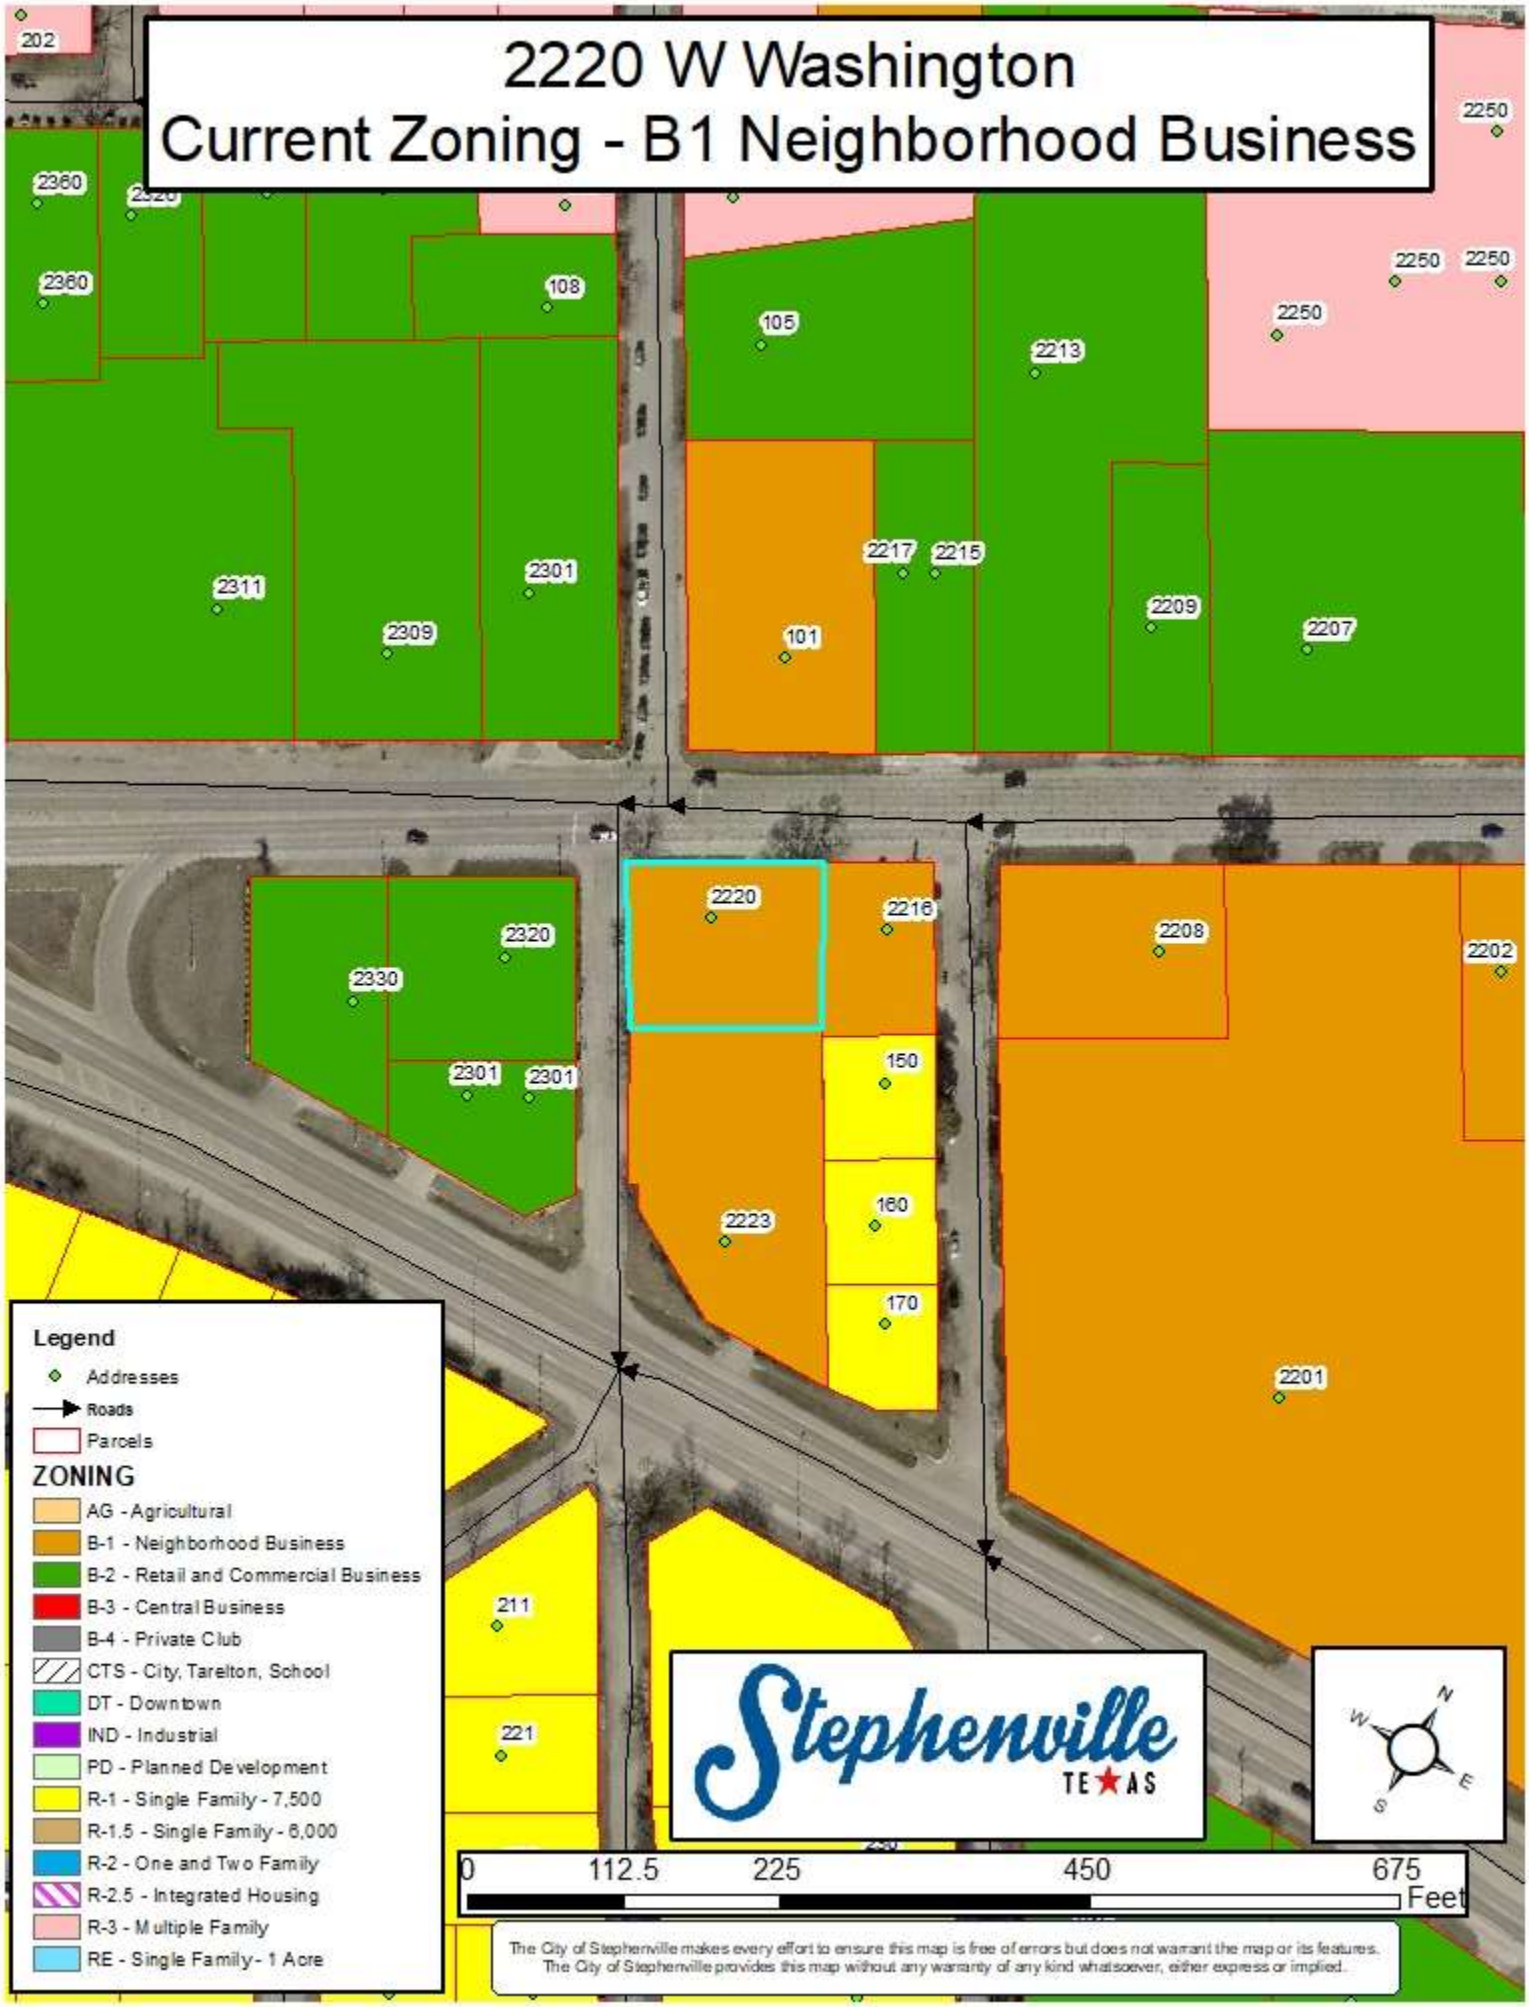 2220 W Washington
Current Zoning - B1 Neighborhood Business
202
2250
2360
2320
2360
108
2250
2250
2250
105
2213
2217
2215
2301
2311
2209
2309
101
2207
2220
2216
2320
2208
2330
2202
2301
2301
150
160
2223
170
2201
211
221
Legend
Addresses
Roads
Parcels
ZONING
AG - Agricultural
B-1 - Neighborhood Business
B-2 - Retail and Commercial Business
B-3 - Central Business
B-4 - Private Club
CTS - City, Tarelton, School
DT - Downtown
IND - Industrial
PD - Planned Development
R-1 - Single Family - 7,500
R-1.5 - Single Family - 6,000
R-2 - One and Two Family
R-2.5 - Integrated Housing
R-3 - Multiple Family
RE - Single Family - 1 Acre
Stephenville
TE★AS
N
W
E
S
0 112.5 225 450 675
Feet
The City of Stephenville makes every effort to ensure this map is free of errors but does not warrant the map or its features.
The City of Stephenville provides this map without any warranty of any kind whatsoever, either express or implied.